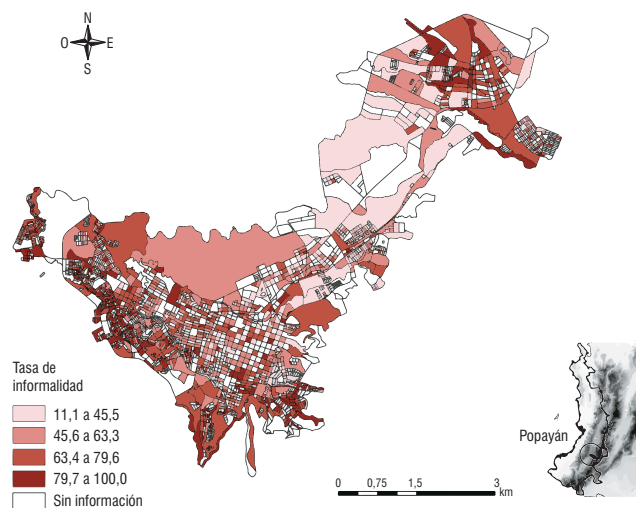 N
O E
S
Tasa de
informalidad
11,1 a 45,5
45,6 a 63,3
63,4 a 79,6
79,7 a 100,0
Sin información
0 0,75 1,5 3
km
Popayán